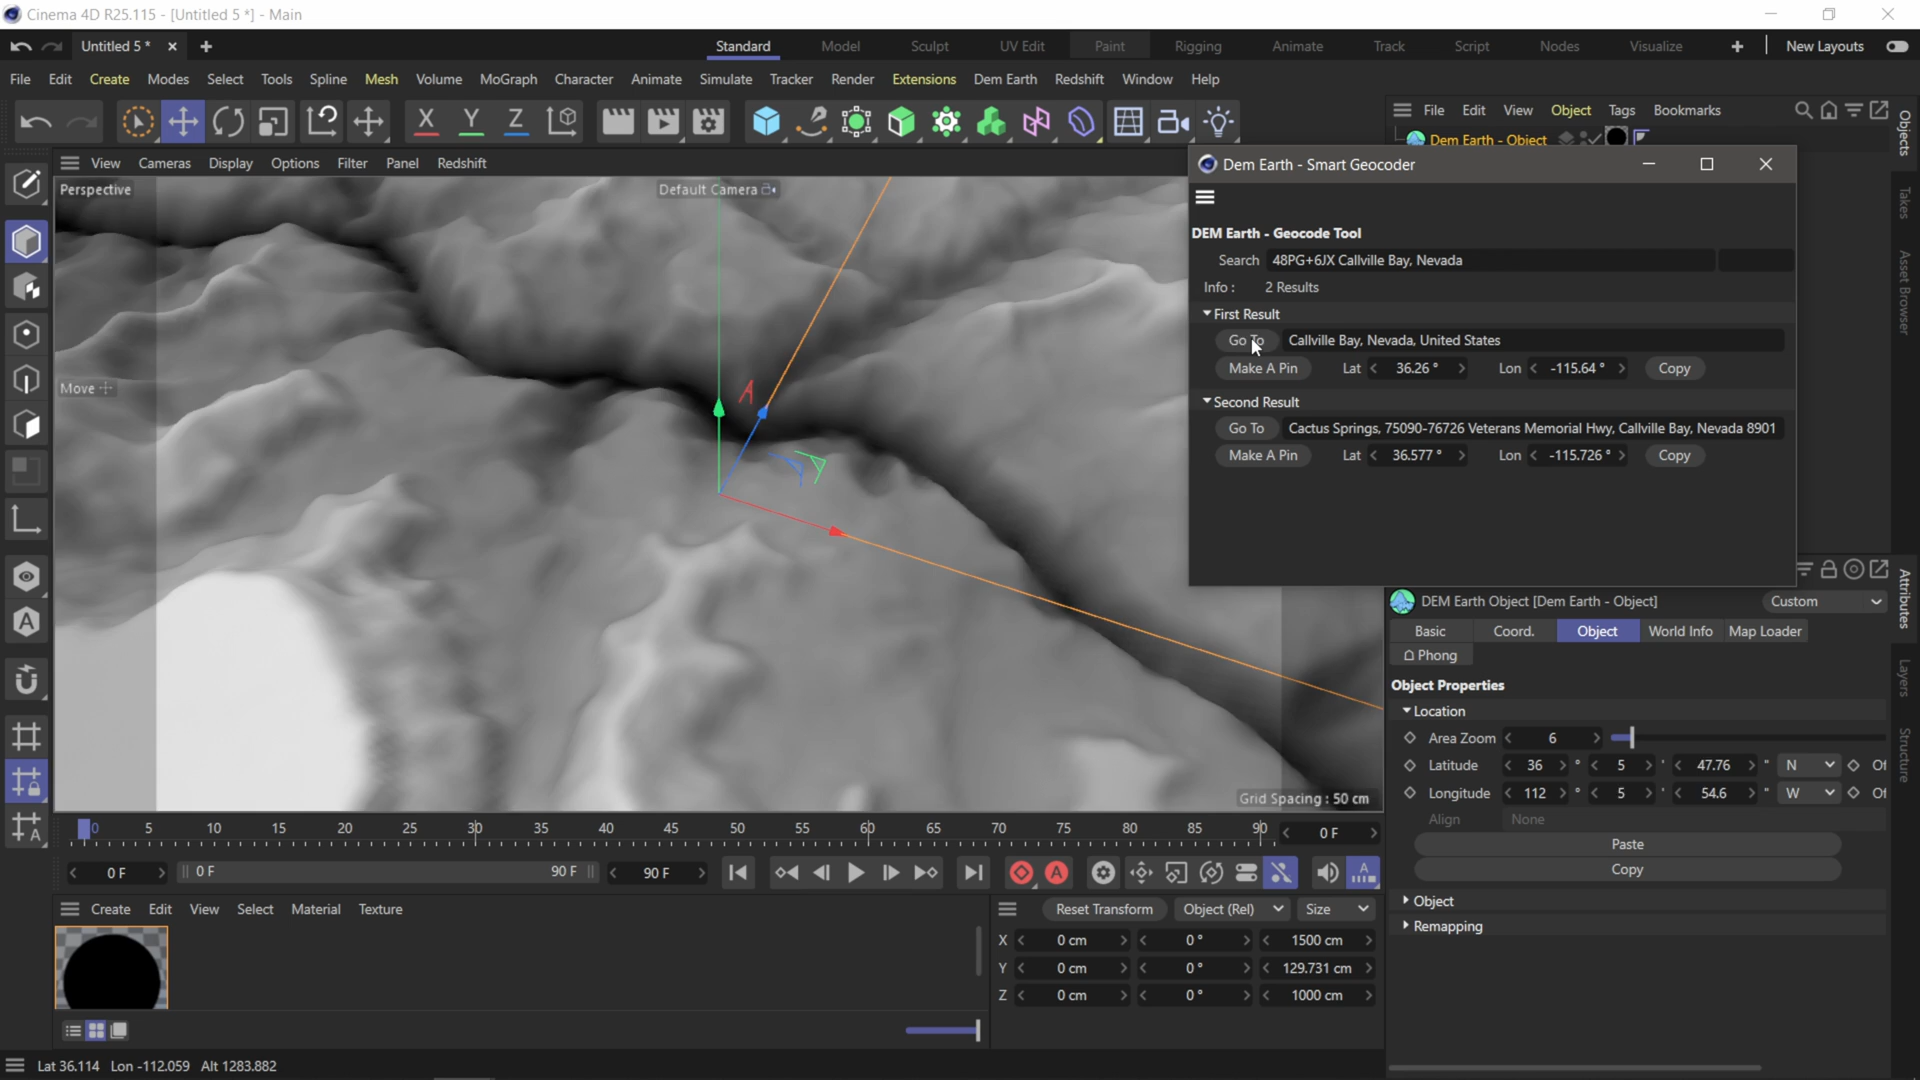 Cinema 4D R25.115 - [Untitled 5 *] - Main
Untitled 5 *
Standard
Model
Sculpt
UV Edit
Paint
Rigging
Animate
Track
Script
Nodes
Visualize
New Layouts
File Edit Create Modes Select Tools Spline Mesh Volume MoGraph Character Animate Simulate Tracker Render Extensions Dem Earth Redshift Window Help
X Y Z
File Edit View Object Tags Bookmarks
Dem Earth - Object
Objects
Takes
Asset Browser
View Cameras Display Options Filter Panel Redshift
Perspective
Default Camera
Move
Grid Spacing : 50 cm
Dem Earth - Smart Geocoder
DEM Earth - Geocode Tool
Search 48PG+6JX Callville Bay, Nevada
Info : 2 Results
First Result
Go To Callville Bay, Nevada, United States
Make A Pin Lat 36.26 ° Lon -115.64 ° Copy
Second Result
Go To Cactus Springs, 75090-76726 Veterans Memorial Hwy, Callville Bay, Nevada 8901
Make A Pin Lat 36.577 ° Lon -115.726 ° Copy
Attributes
Layers
Structure
DEM Earth Object [Dem Earth - Object]
Custom
Basic Coord. Object World Info Map Loader
Phong
Object Properties
Location
Area Zoom 6
Latitude 36 ° 5 ' 47.76 " N Of
Longitude 112 ° 5 ' 54.6 " W Of
Align None
Paste
Copy
Object
Remapping
0 5 10 15 20 25 30 35 40 45 50 55 60 65 70 75 80 85 90 0 F
0 F 0 F 90 F 90 F
Create Edit View Select Material Texture
Reset Transform Object (Rel) Size
X 0 cm 0 ° 1500 cm
Y 0 cm 0 ° 129.731 cm
Z 0 cm 0 ° 1000 cm
Lat 36.114 Lon -112.059 Alt 1283.882